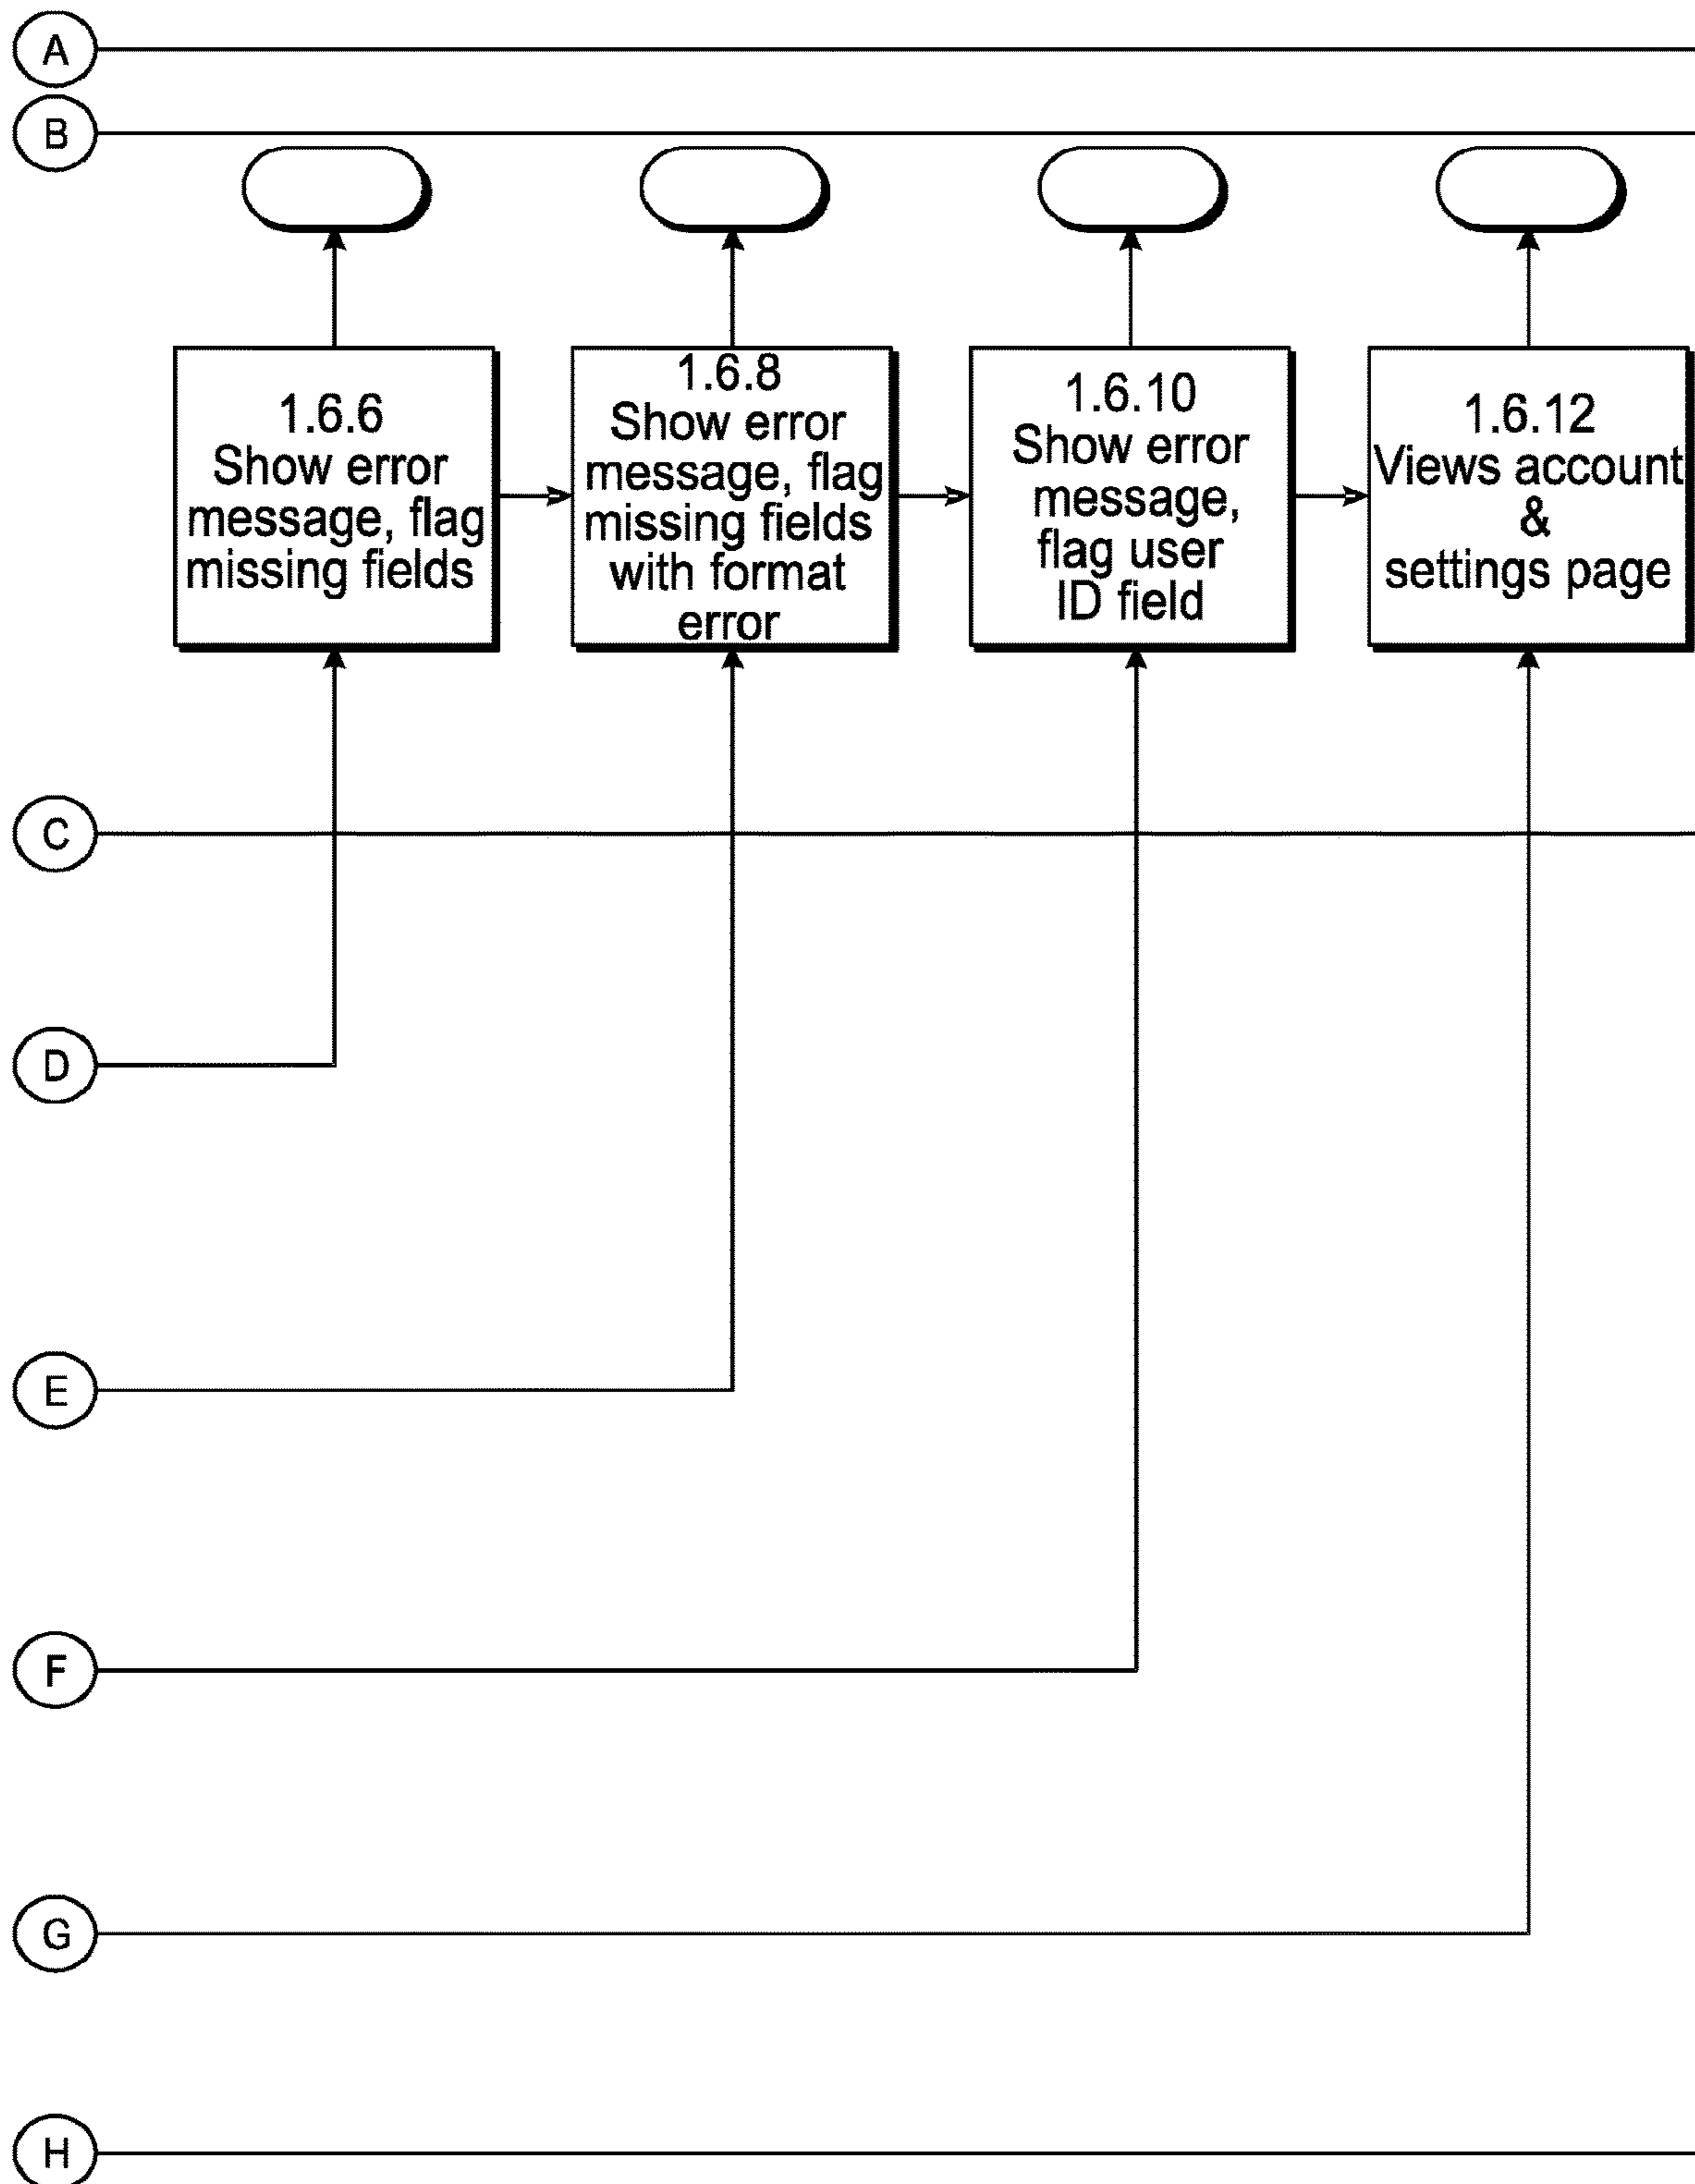 A
B
1.6.6
Show error
message, flag
missing fields
1.6.8
Show error
message, flag
missing fields
with format
error
1.6.10
Show error
message,
flag user
ID field
1.6.12
Views account
&
settings page
C
D
E
F
G
H